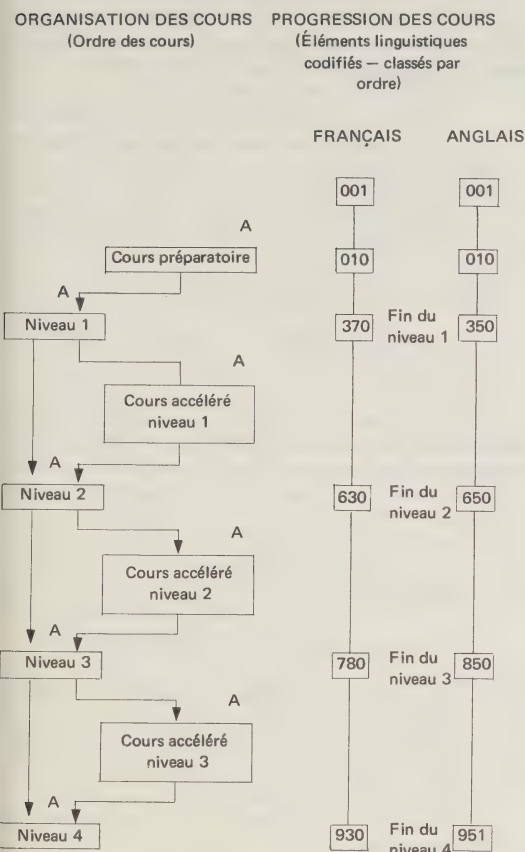 ORGANISATION DES COURS
(Ordre des cours)
PROGRESSION DES COURS
(Éléments linguistiques
codifiés — classés par
ordre)
FRANÇAIS
ANGLAIS
001
001
A
Cours préparatoire
010
010
A
Niveau 1
370
Fin du
niveau 1
350
A
Cours accéléré
niveau 1
A
Niveau 2
630
Fin du
niveau 2
650
A
Cours accéléré
niveau 2
A
Niveau 3
780
Fin du
niveau 3
850
A
Cours accéléré
niveau 3
A
Niveau 4
930
Fin du
niveau 4
951